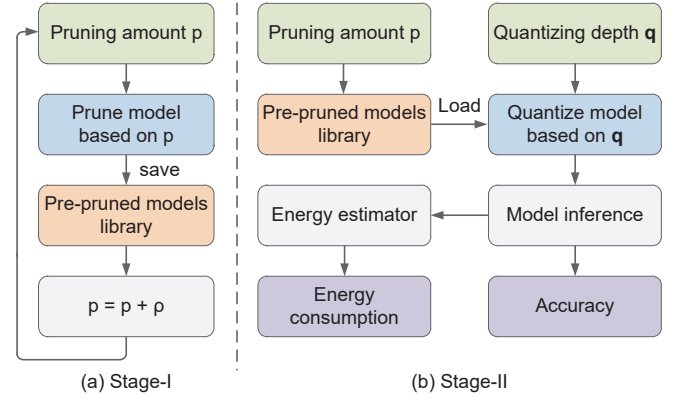 Pruning amount p
Prune model
based on p
save
Pre-pruned models
library
p = p + ρ
(a) Stage-I
Pruning amount p
Quantizing depth q
Pre-pruned models
library
Load
Quantize model
based on q
Energy estimator
Model inference
Energy
consumption
Accuracy
(b) Stage-II